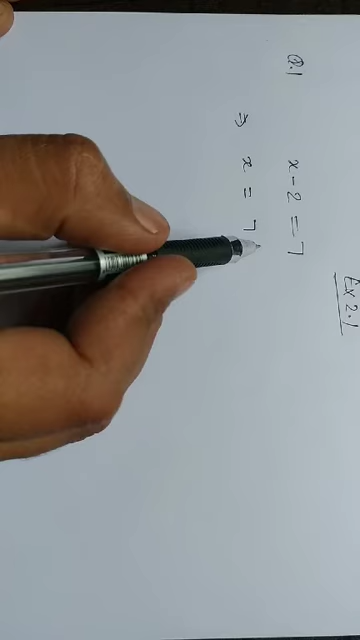 Ex 2.1
Q.1
x - 2 = 7
⇒ x = 7